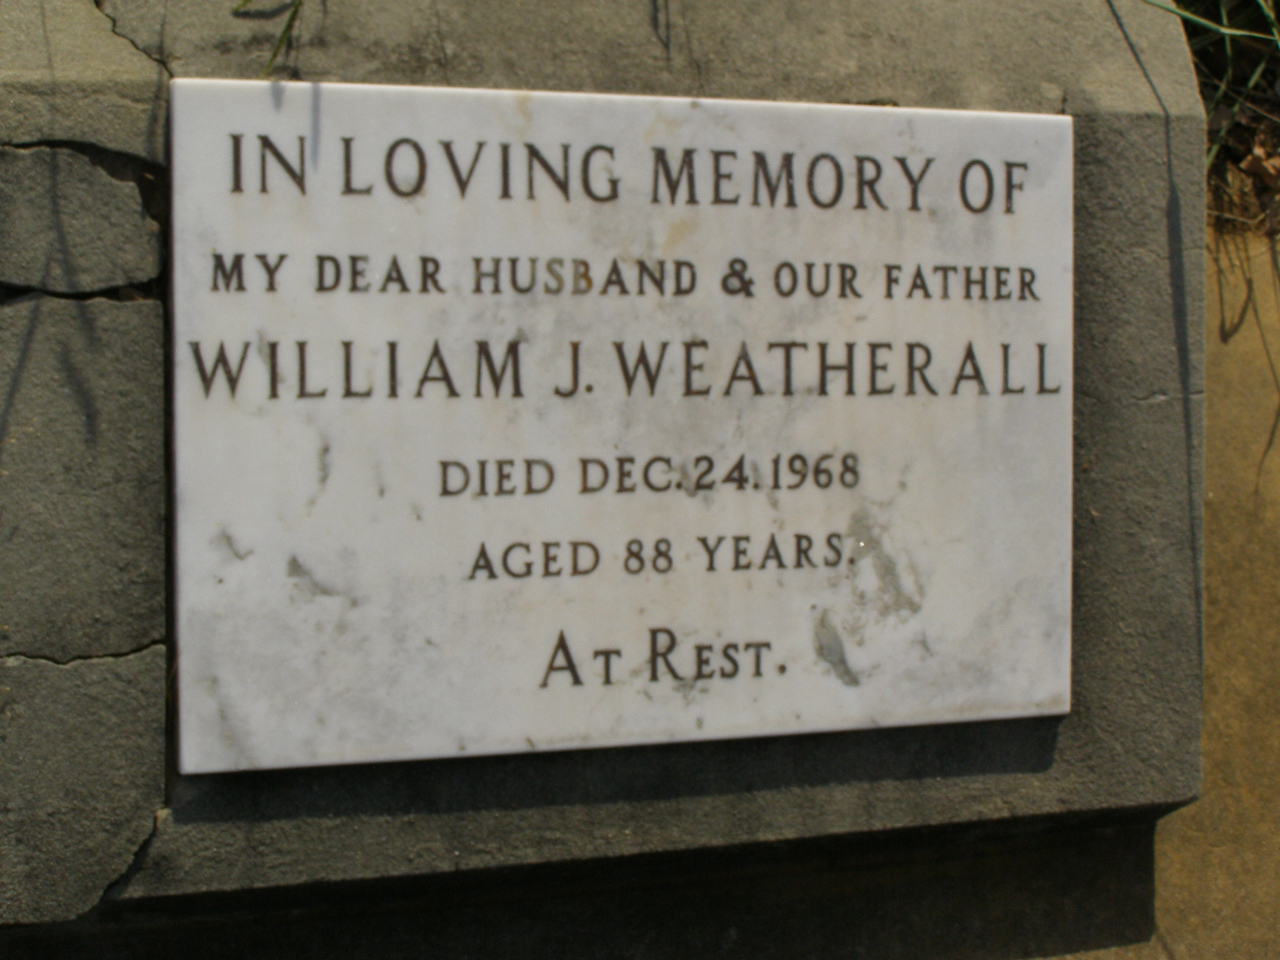 IN LOVING MEMORY OF
MY DEAR HUSBAND & OUR FATHER
WILLIAM J. WEATHERALL
DIED DEC. 24. 1968
AGED 88 YEARS.
AT REST.